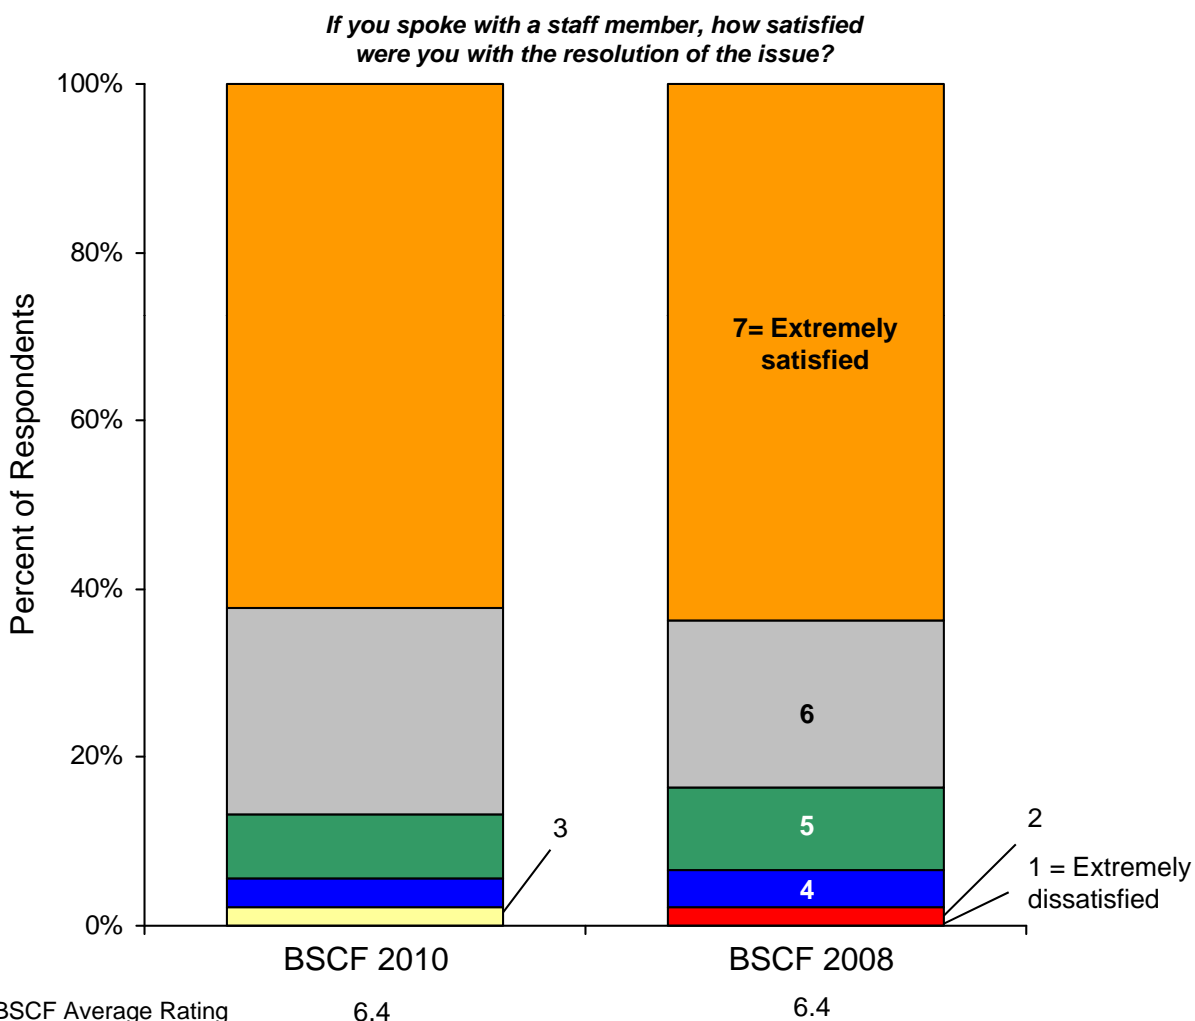 If you spoke with a staff member, how satisfied
were you with the resolution of the issue?
100%
80%
60%
40%
20%
0%
Percent of Respondents
7= Extremely
satisfied
6
5
4
3
2
1 = Extremely
dissatisfied
BSCF 2010
BSCF 2008
BSCF Average Rating
6.4
6.4